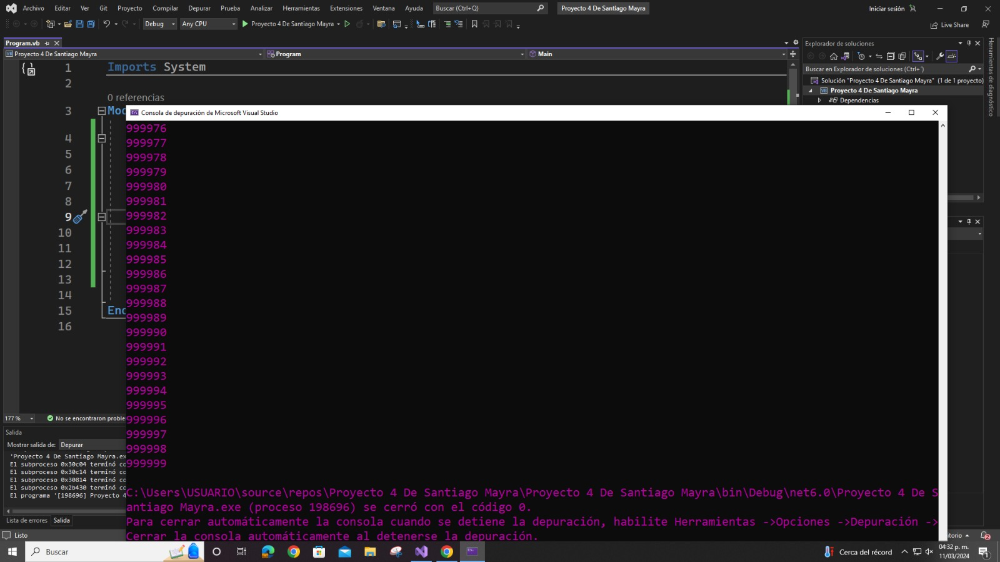 Archivo Editar Ver Git Proyecto Compilar Depurar Prueba Analizar Herramientas Extensiones Ventana Ayuda Buscar (Ctrl+Q) Proyecto 4 De Santiago Mayra Iniciar sesión
Debug Any CPU Proyecto 4 De Santiago Mayra Live Share
Program.vb
Proyecto 4 De Santiago Mayra Program Main
1 Imports System
2
0 referencias
3 Moc
4
5
6
7
8
9
10
11
12
13
14
15 End
16
177 % No se encontraron proble
Salida
Mostrar salida de: Depurar
'Proyecto 4 De Santiago Mayra.ex
El subproceso 0x30c04 terminó co
El subproceso 0x30c14 terminó co
El subproceso 0x30814 terminó co
El subproceso 0x2b430 terminó co
El programa '[198696] Proyecto 4
Lista de errores Salida
Listo
Consola de depuración de Microsoft Visual Studio
999976
999977
999978
999979
999980
999981
999982
999983
999984
999985
999986
999987
999988
999989
999990
999991
999992
999993
999994
999995
999996
999997
999998
999999
C:\Users\USUARIO\source\repos\Proyecto 4 De Santiago Mayra\Proyecto 4 De Santiago Mayra\bin\Debug\net6.0\Proyecto 4 De S
antiago Mayra.exe (proceso 198696) se cerró con el código 0.
Para cerrar automáticamente la consola cuando se detiene la depuración, habilite Herramientas ->Opciones ->Depuración ->
Cerrar la consola automáticamente al detenerse la depuración.
Explorador de soluciones
Buscar en Explorador de soluciones (Ctrl+´)
Solución "Proyecto 4 De Santiago Mayra" (1 de 1 proyecto)
Proyecto 4 De Santiago Mayra
Dependencias
Herramientas de diagnóstico
itorio 2
Buscar
Cerca del récord
04:32 p. m.
11/03/2024
1